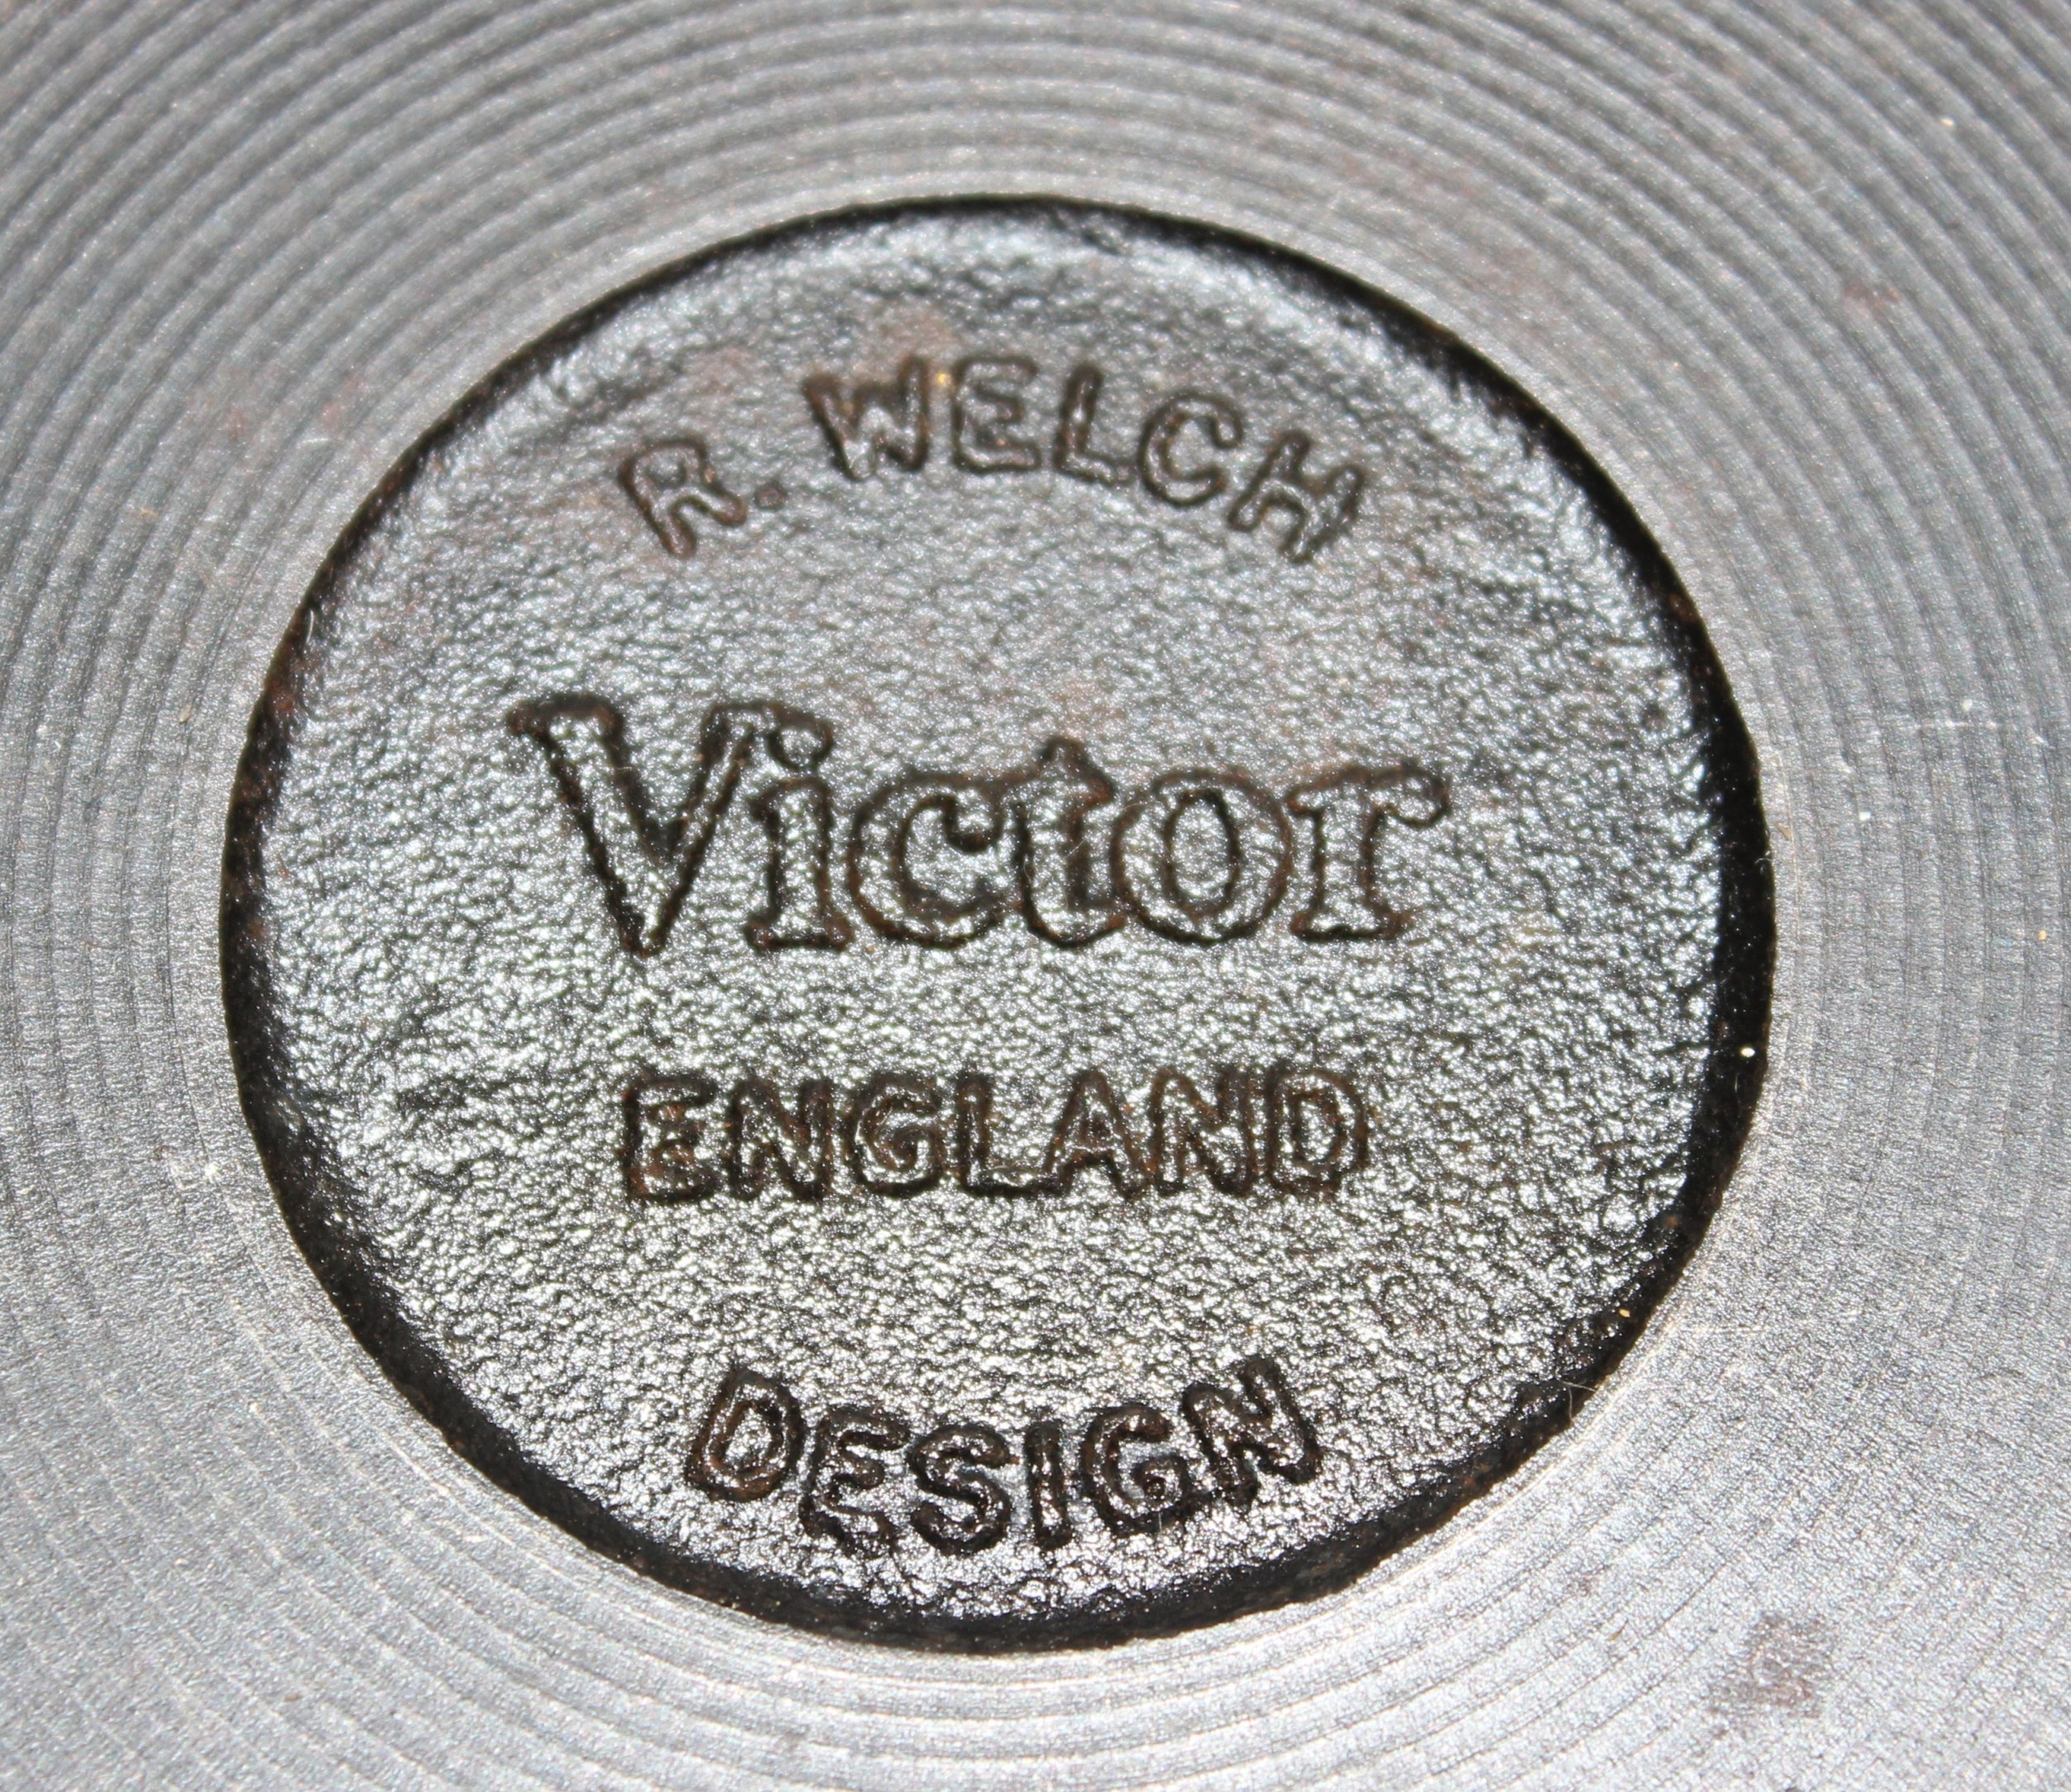 R. WELCH
Victor
ENGLAND
DESIGN